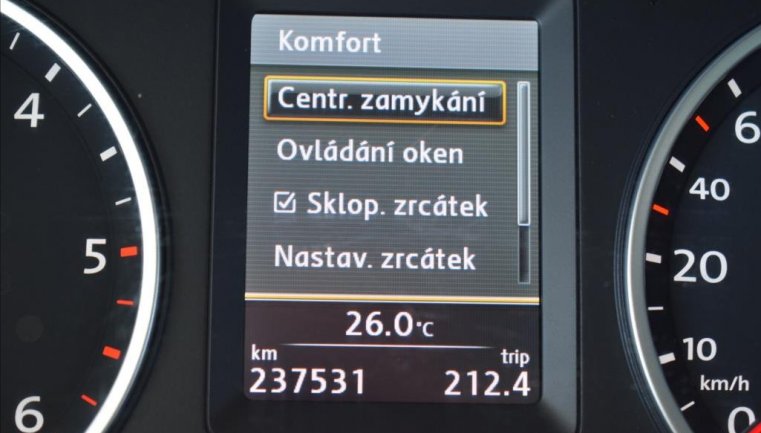 Komfort
Centr. zamykání
Ovládání oken
Sklop. zrcátek
Nastav. zrcátek
26.0°C
km trip
237531 212.4
4
5
6
6
40
20
10
km/h
0